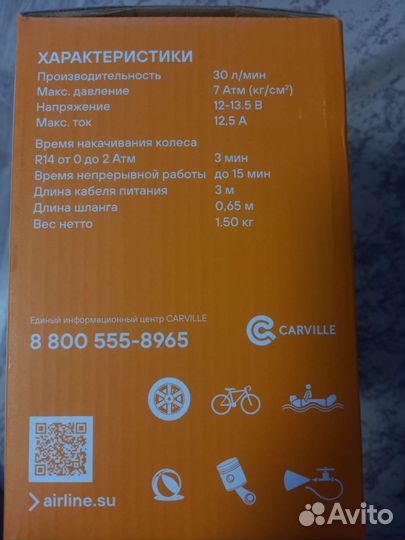 ХАРАКТЕРИСТИКИ
Производительность 30 л/мин
Макс. давление 7 Атм (кг/см²)
Напряжение 12-13.5 В
Макс. ток 12,5 А
Время накачивания колеса
R14 от 0 до 2 Атм 3 мин
Время непрерывной работы до 15 мин
Длина кабеля питания 3 м
Длина шланга 0,65 м
Вес нетто 1.50 кг
Единый информационный центр CARVILLE
8 800 555-8965
CARVILLE
airline.su
Avito